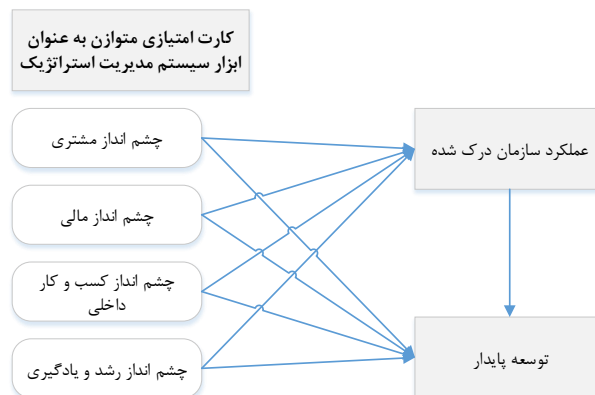 کارت امتیازی متوازن به عنوان
ابزار سیستم مدیریت استراتژیک
چشم انداز مشتری
عملکرد سازمان درک شده
چشم انداز مالی
چشم انداز کسب و کار
داخلی
چشم انداز رشد و یادگیری
توسعه پایدار